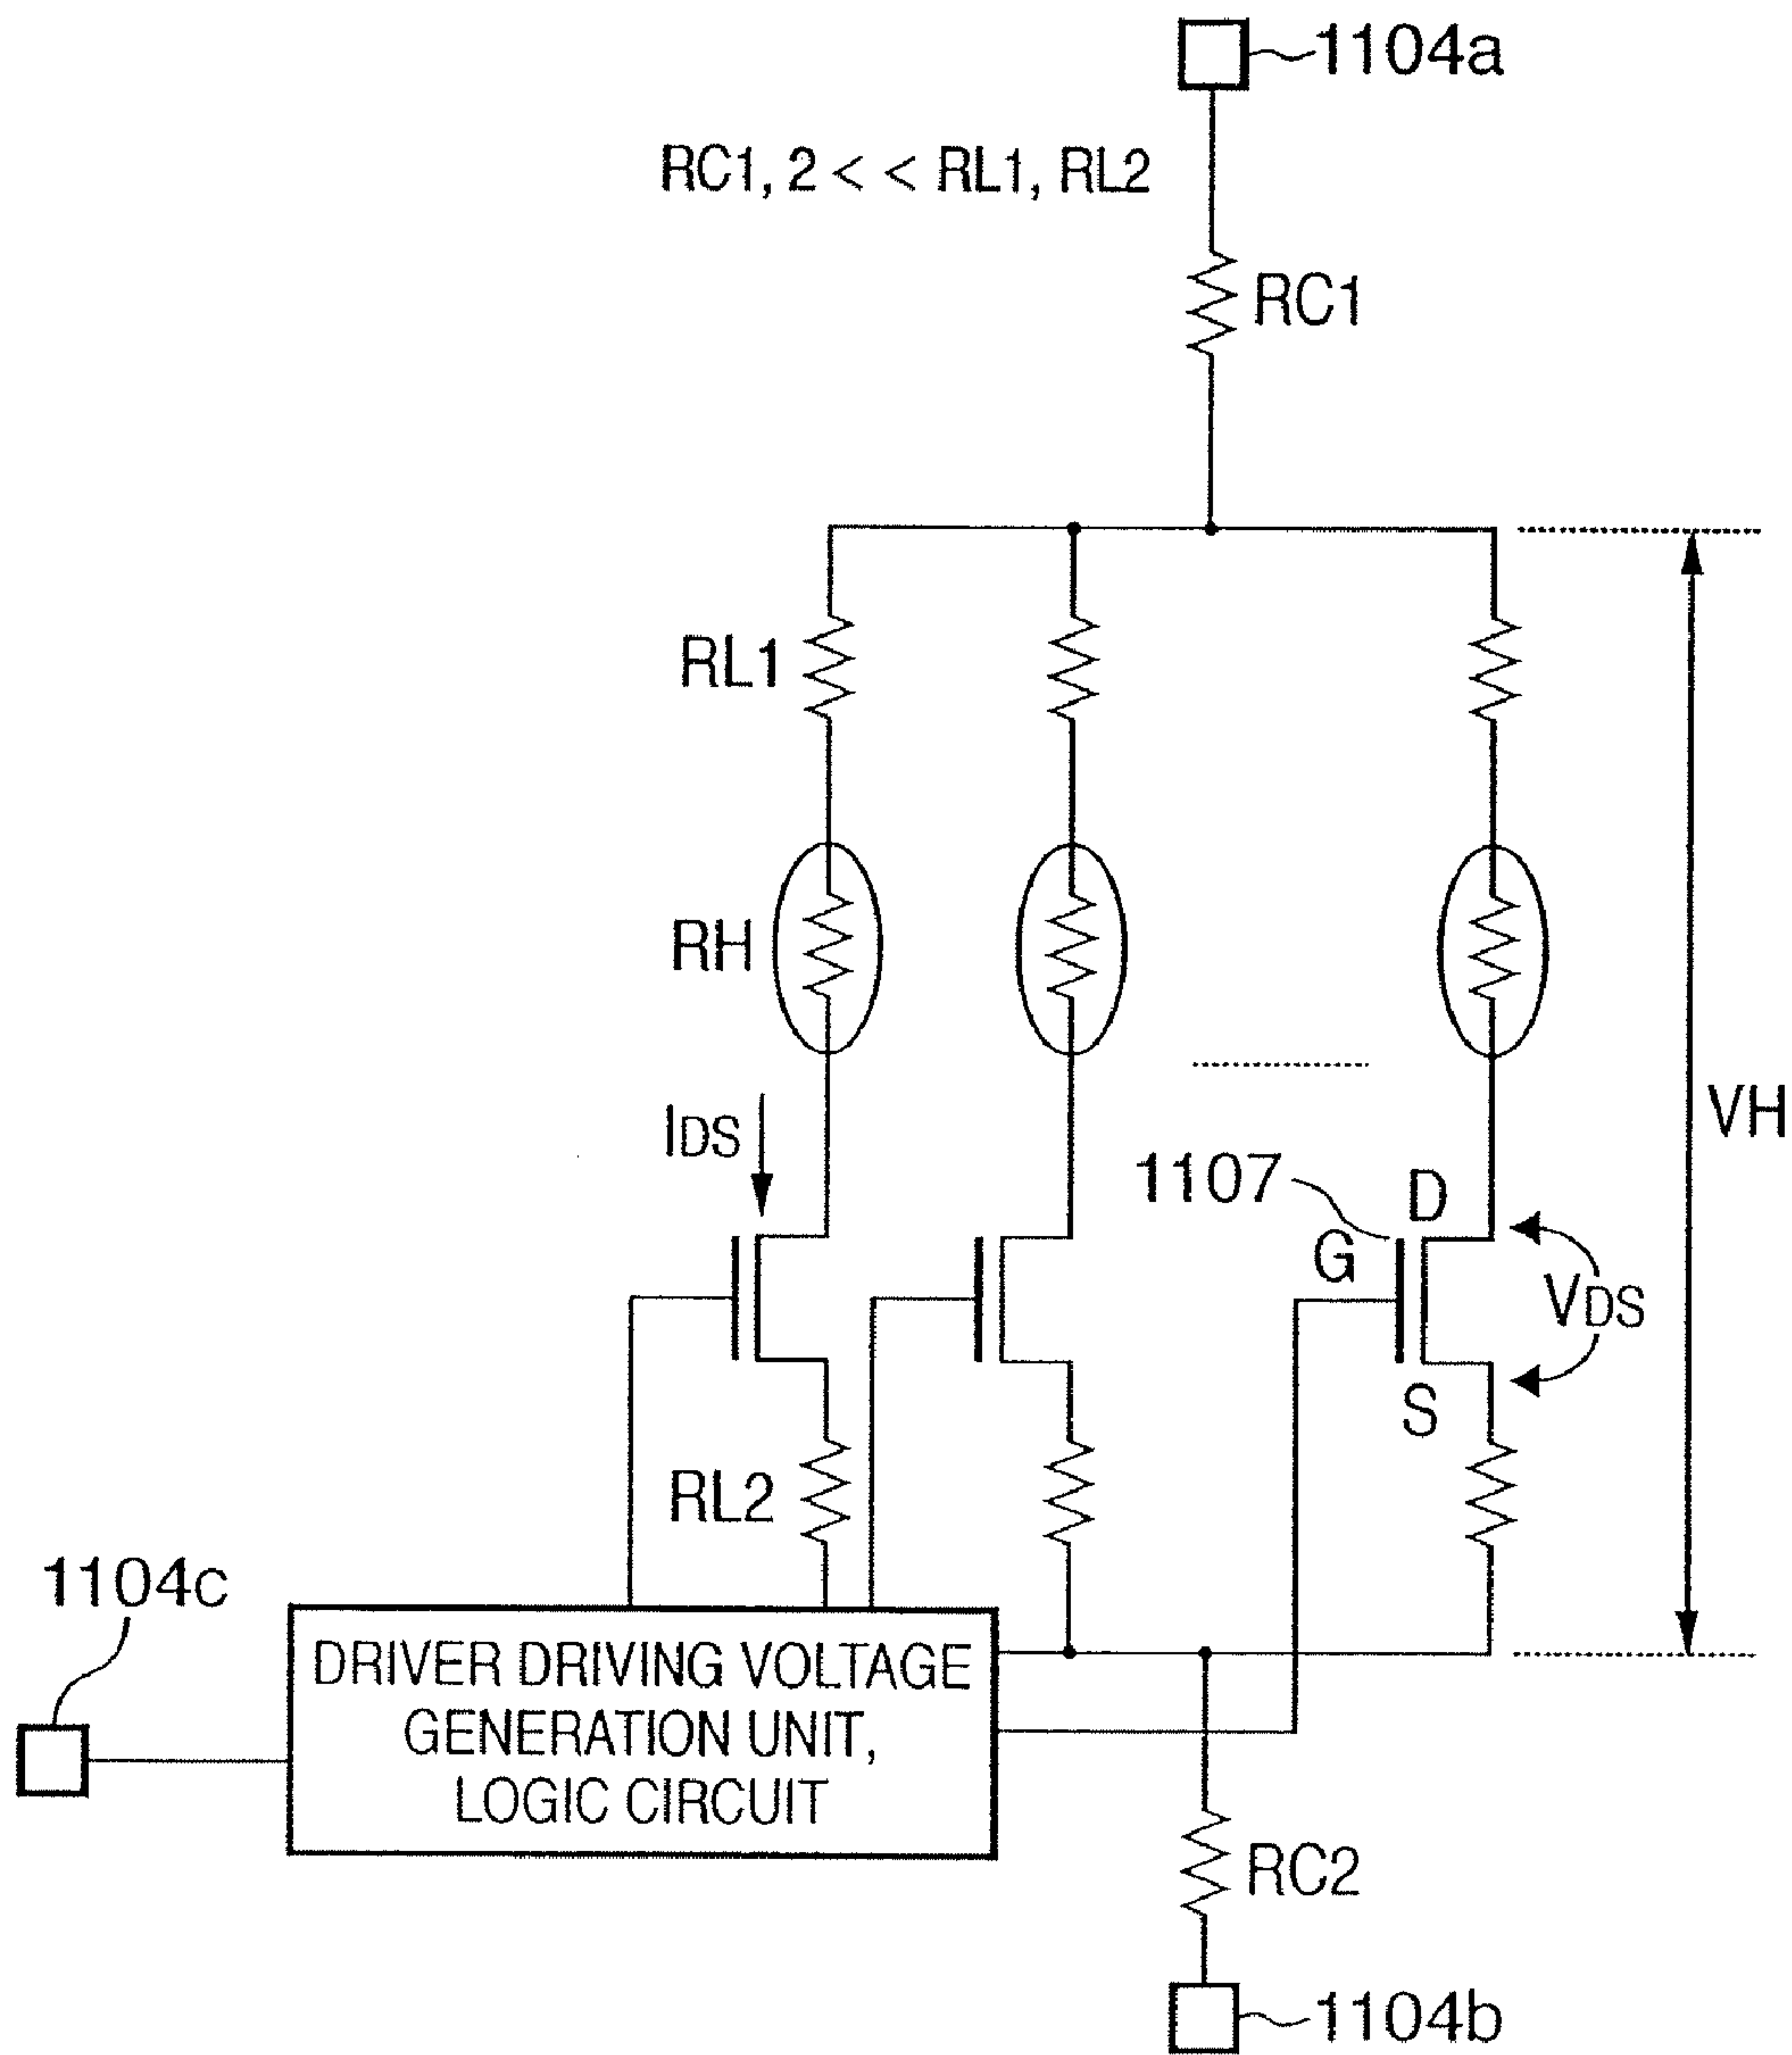 1104a
RC1, 2 < < RL1, RL2
RC1
RL1
RH
IDS
VH
1107
D
G
VDS
S
RL2
1104c
DRIVER DRIVING VOLTAGE
GENERATION UNIT,
LOGIC CIRCUIT
RC2
1104b